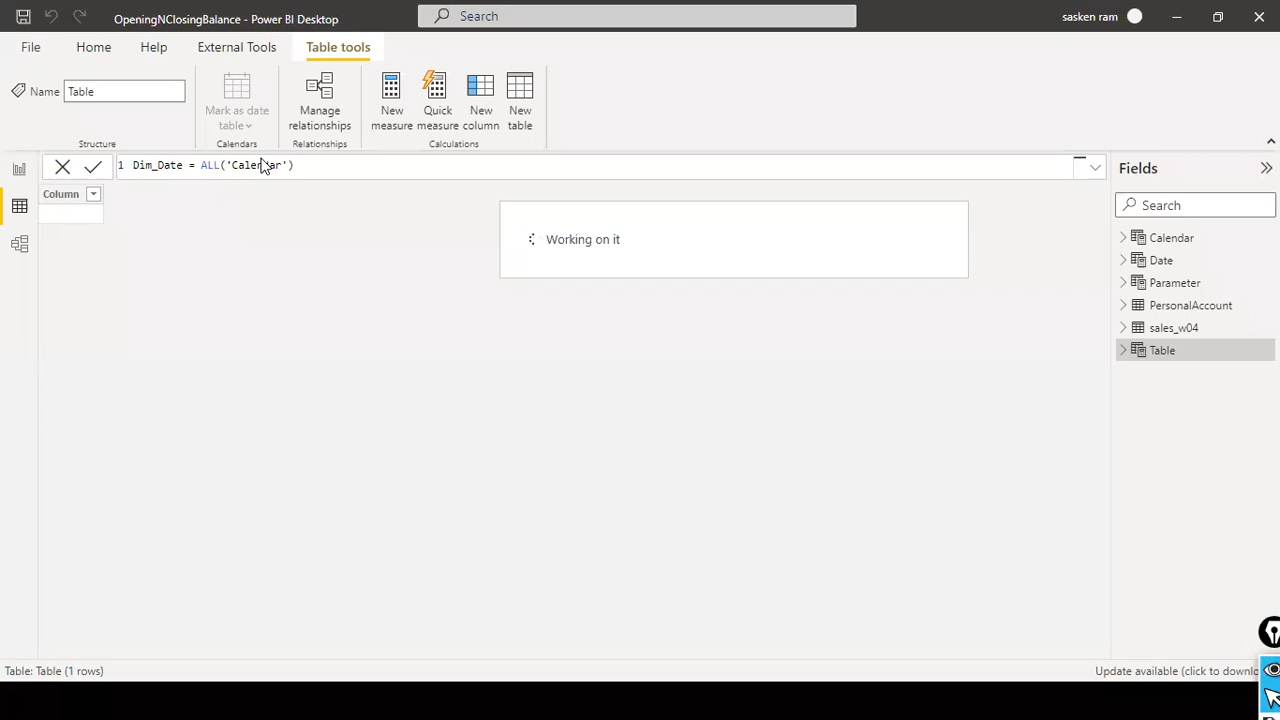 OpeningNClosingBalance - Power BI Desktop
Search
sasken ram
File
Home
Help
External Tools
Table tools
Name
Table
Mark as date
table
New
measure
Manage
relationships
Quick
measure
New
column
New
table
Structure
Calendars
Relationships
Calculations
1 Dim_Date = ALL('Calendar')
Column
Working on it
Fields
Search
Calendar
Date
Parameter
PersonalAccount
sales_w04
Table
Table: Table (1 rows)
Update available (click to downlo